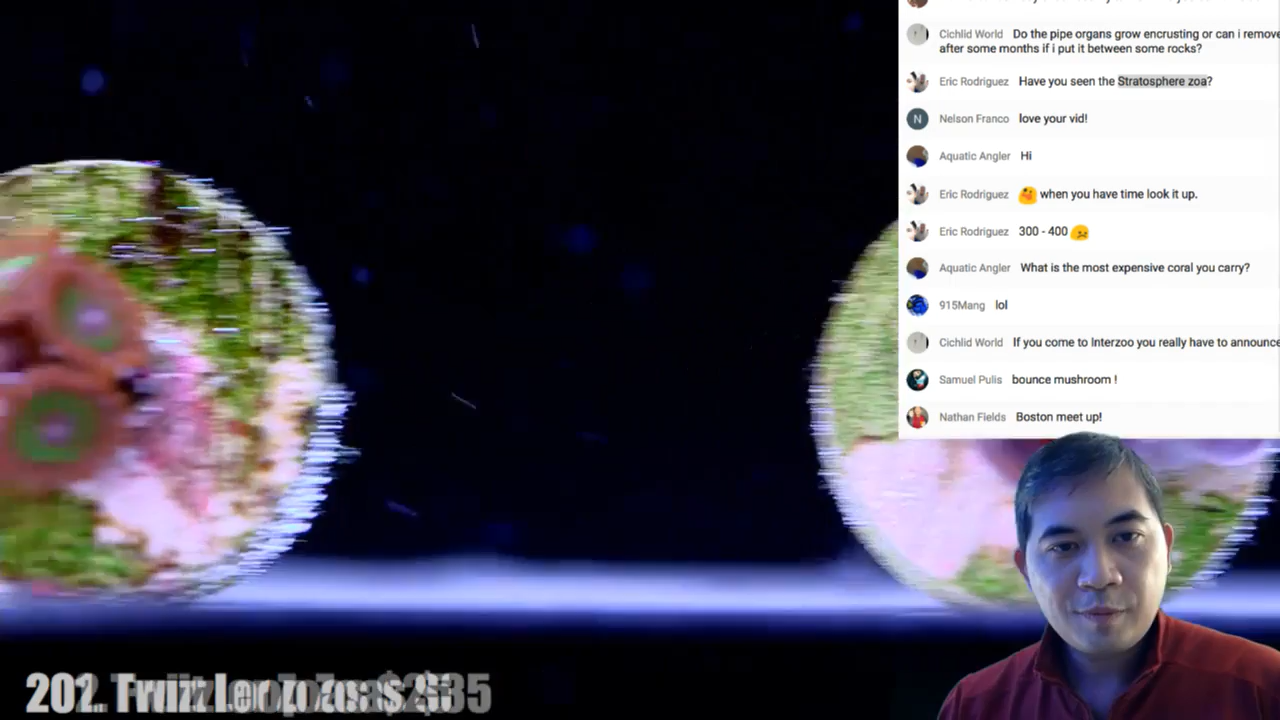 Cichlid World Do the pipe organs grow encrusting or can i remove
after some months if i put it between some rocks?
Eric Rodriguez Have you seen the Stratosphere zoa?
N Nelson Franco love your vid!
Aquatic Angler Hi
Eric Rodriguez when you have time look it up.
Eric Rodriguez 300 - 400
Aquatic Angler What is the most expensive coral you carry?
915Mang lol
Cichlid World If you come to Interzoo you really have to announce
Samuel Pulis bounce mushroom !
Nathan Fields Boston meet up!